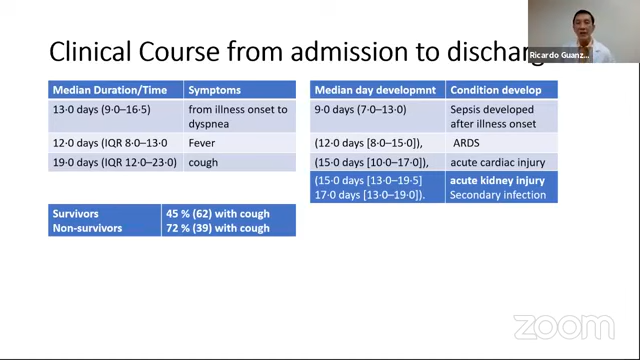 Clinical Course from admission to discharg
Ricardo Guanz...
Median Duration/Time Symptoms
13·0 days (9·0–16·5) from illness onset to
dyspnea
12·0 days (IQR 8·0–13·0 Fever
19·0 days (IQR 12·0–23·0) cough
Survivors 45 % (62) with cough
Non-survivors 72 % (39) with cough
Median day developmnt Condition develop
9·0 days (7·0–13·0) Sepsis developed
after illness onset
(12·0 days [8·0–15·0]), ARDS
(15·0 days [10·0–17·0]), acute cardiac injury
(15·0 days [13·0–19·5] acute kidney injury
17·0 days [13·0–19·0]). Secondary infection
zoom